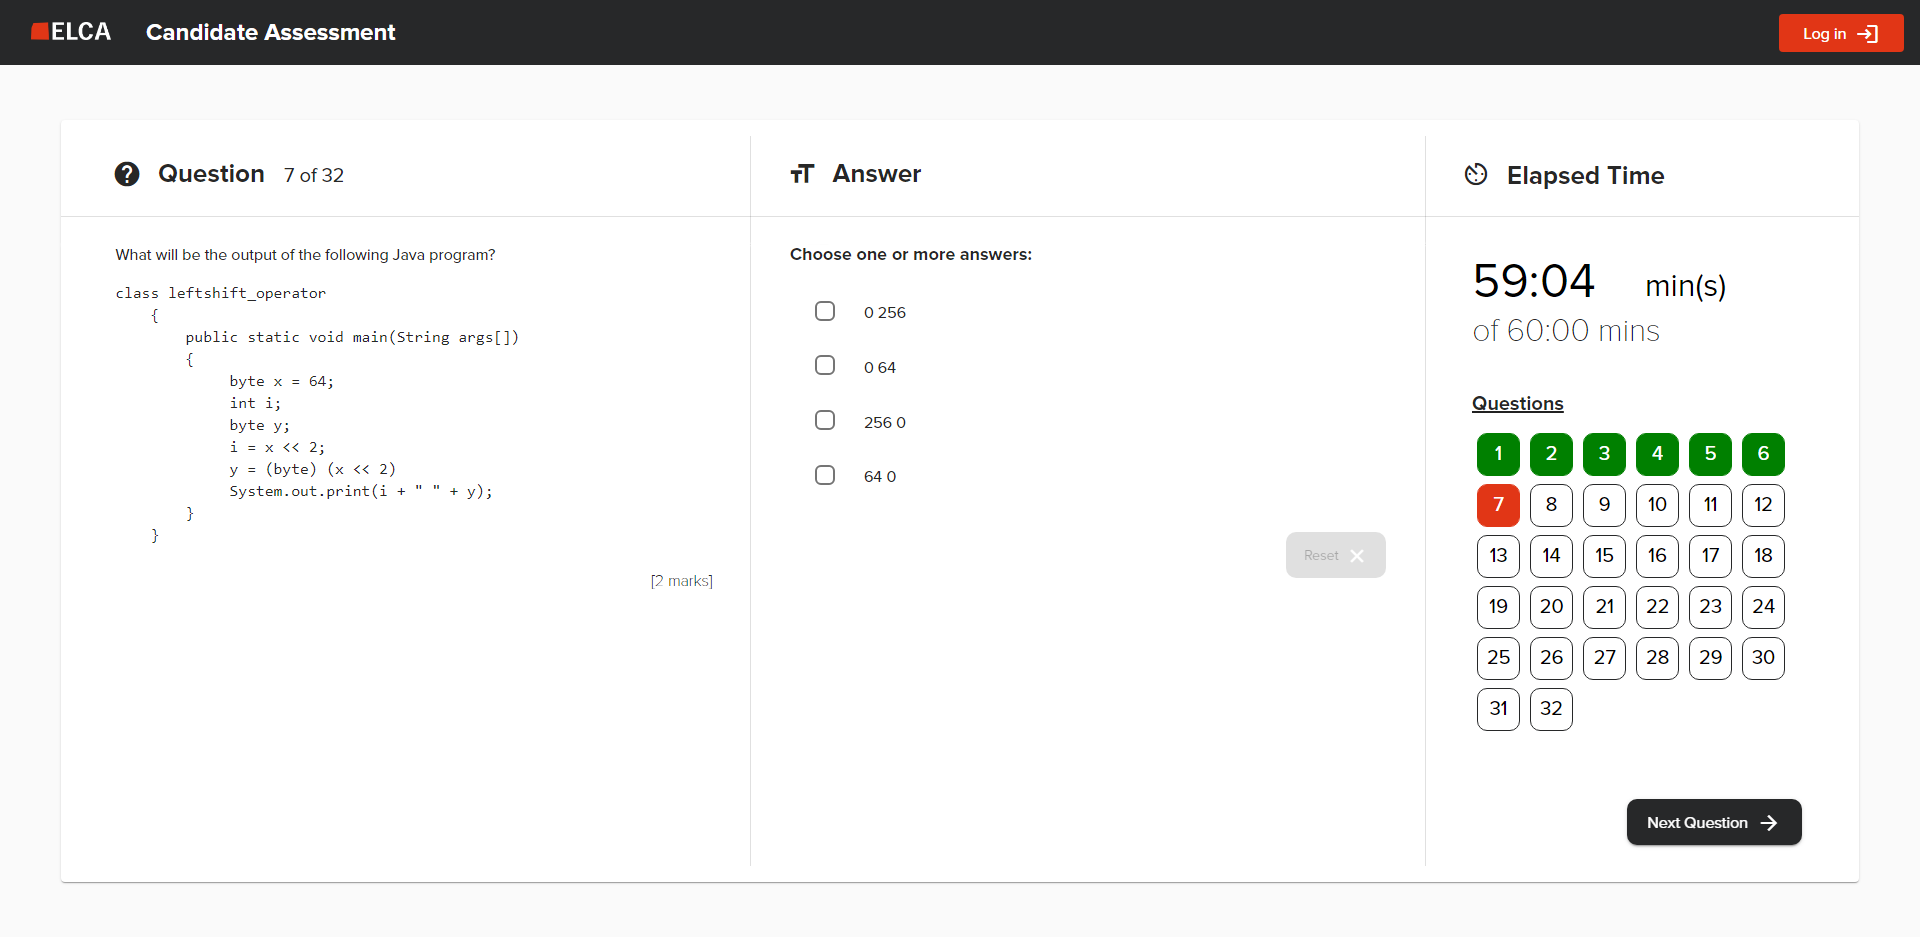 ELCA
Candidate Assessment
Log in
Question 7 of 32
What will be the output of the following Java program?
class leftshift_operator
{
public static void main(String args[])
{
byte x = 64;
int i;
byte y;
i = x << 2;
y = (byte) (x << 2)
System.out.print(i + " " + y);
}
}
[2 marks]
Answer
Choose one or more answers:
0 256
0 64
256 0
64 0
Reset
Elapsed Time
59:04 min(s)
of 60:00 mins
Questions
1 2 3 4 5 6
7 8 9 10 11 12
13 14 15 16 17 18
19 20 21 22 23 24
25 26 27 28 29 30
31 32
Next Question